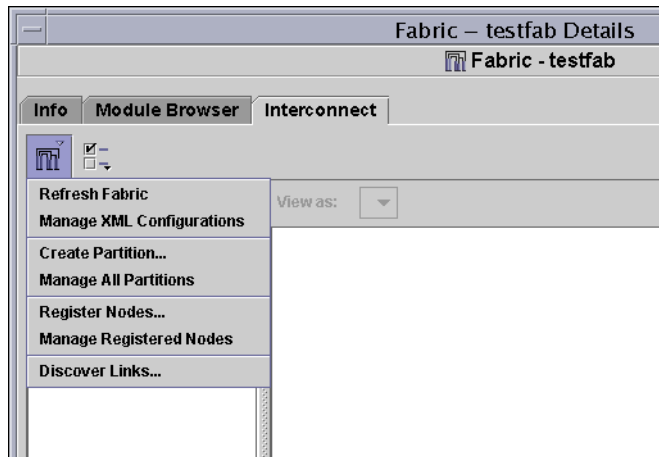 Fabric – testfab Details
Fabric - testfab
Info Module Browser Interconnect
Refresh Fabric
View as:
Manage XML Configurations
Create Partition...
Manage All Partitions
Register Nodes...
Manage Registered Nodes
Discover Links...